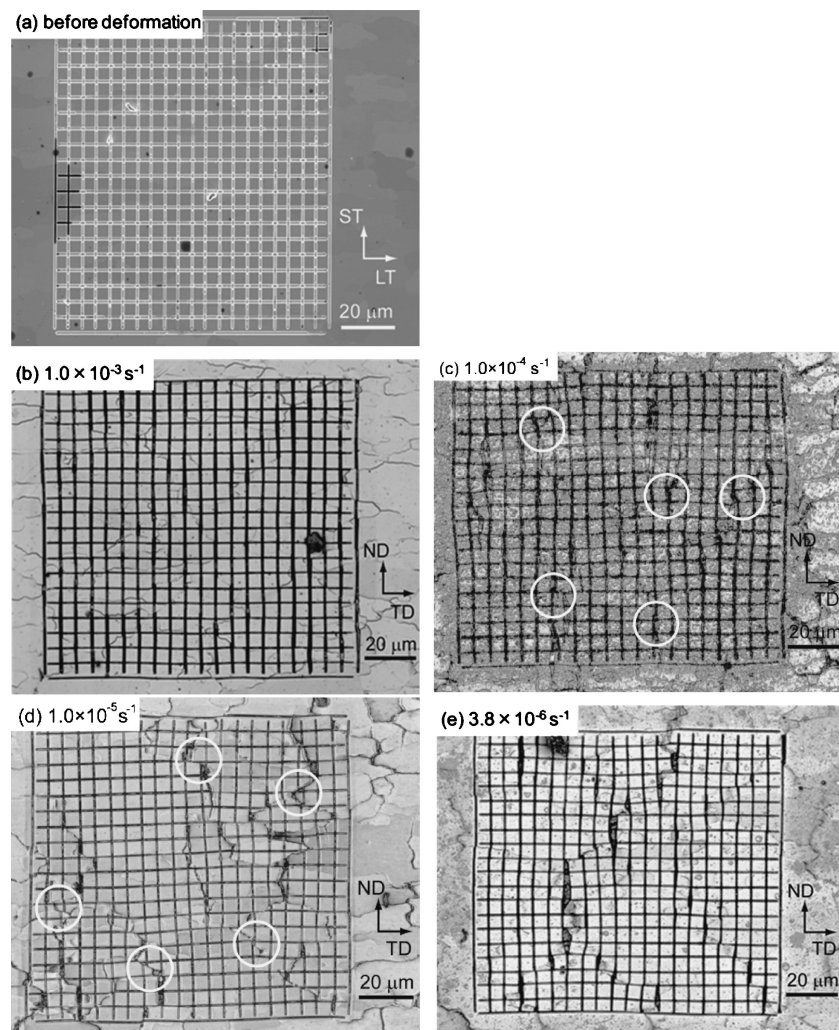 (a) before deformation
ST
LT
20 μm
(b) 1.0 × 10⁻³ s⁻¹
ND
TD
20 μm
(c) 1.0×10⁻⁴ s⁻¹
ND
TD
20 μm
(d) 1.0×10⁻⁵ s⁻¹
ND
TD
20 μm
(e) 3.8 × 10⁻⁶ s⁻¹
ND
TD
20 μm